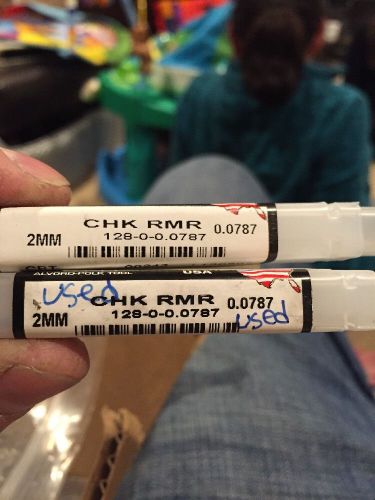 CHK RMR 0.0787
2MM 128-0-0.0787
ALVORD-POLK TOOL USA
used CHK RMR 0.0787
2MM 128-0-0.0787 used